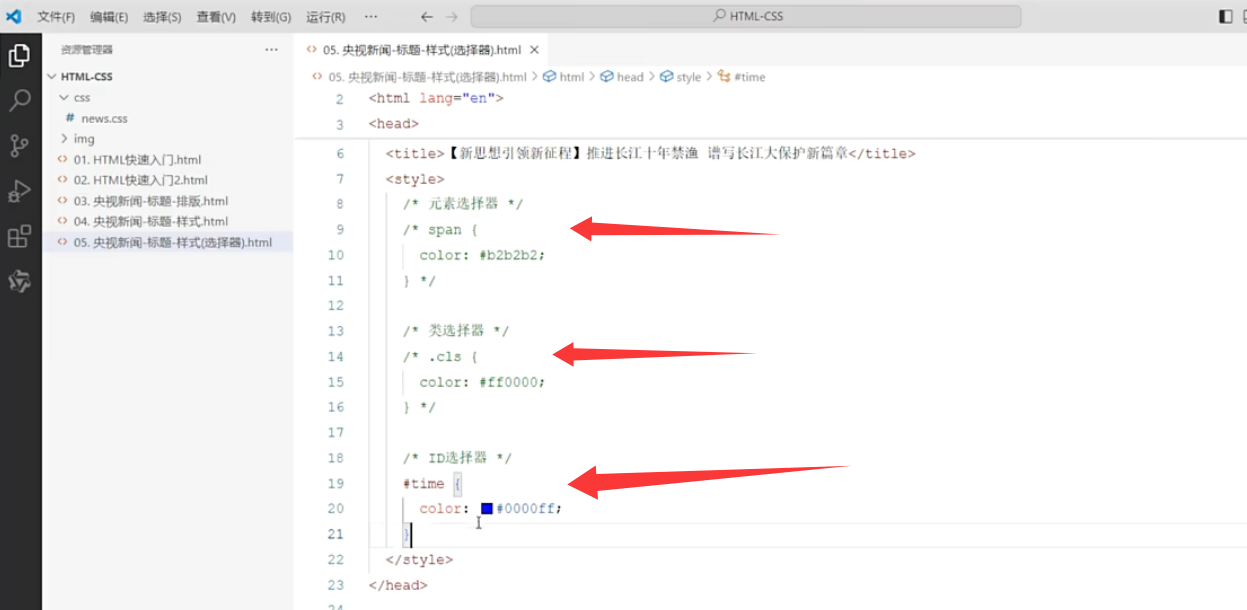 文件(F) 编辑(E) 选择(S) 查看(V) 转到(G) 运行(R) ··· HTML-CSS
资源管理器 ···
HTML-CSS
css
# news.css
img
01. HTML快速入门.html
02. HTML快速入门2.html
03. 央视新闻-标题-排版.html
04. 央视新闻-标题-样式.html
05. 央视新闻-标题-样式(选择器).html
05. 央视新闻-标题-样式(选择器).html
05. 央视新闻-标题-样式(选择器).html > html > head > style > #time
2 <html lang="en">
3 <head>
6 <title>【新思想引领新征程】推进长江十年禁渔 谱写长江大保护新篇章</title>
7 <style>
8 /* 元素选择器 */
9 /* span {
10 color: #b2b2b2;
11 } */
12
13 /* 类选择器 */
14 /* .cls {
15 color: #ff0000;
16 } */
17
18 /* ID选择器 */
19 #time {
20 color: #0000ff;
21 }
22 </style>
23 </head>
24